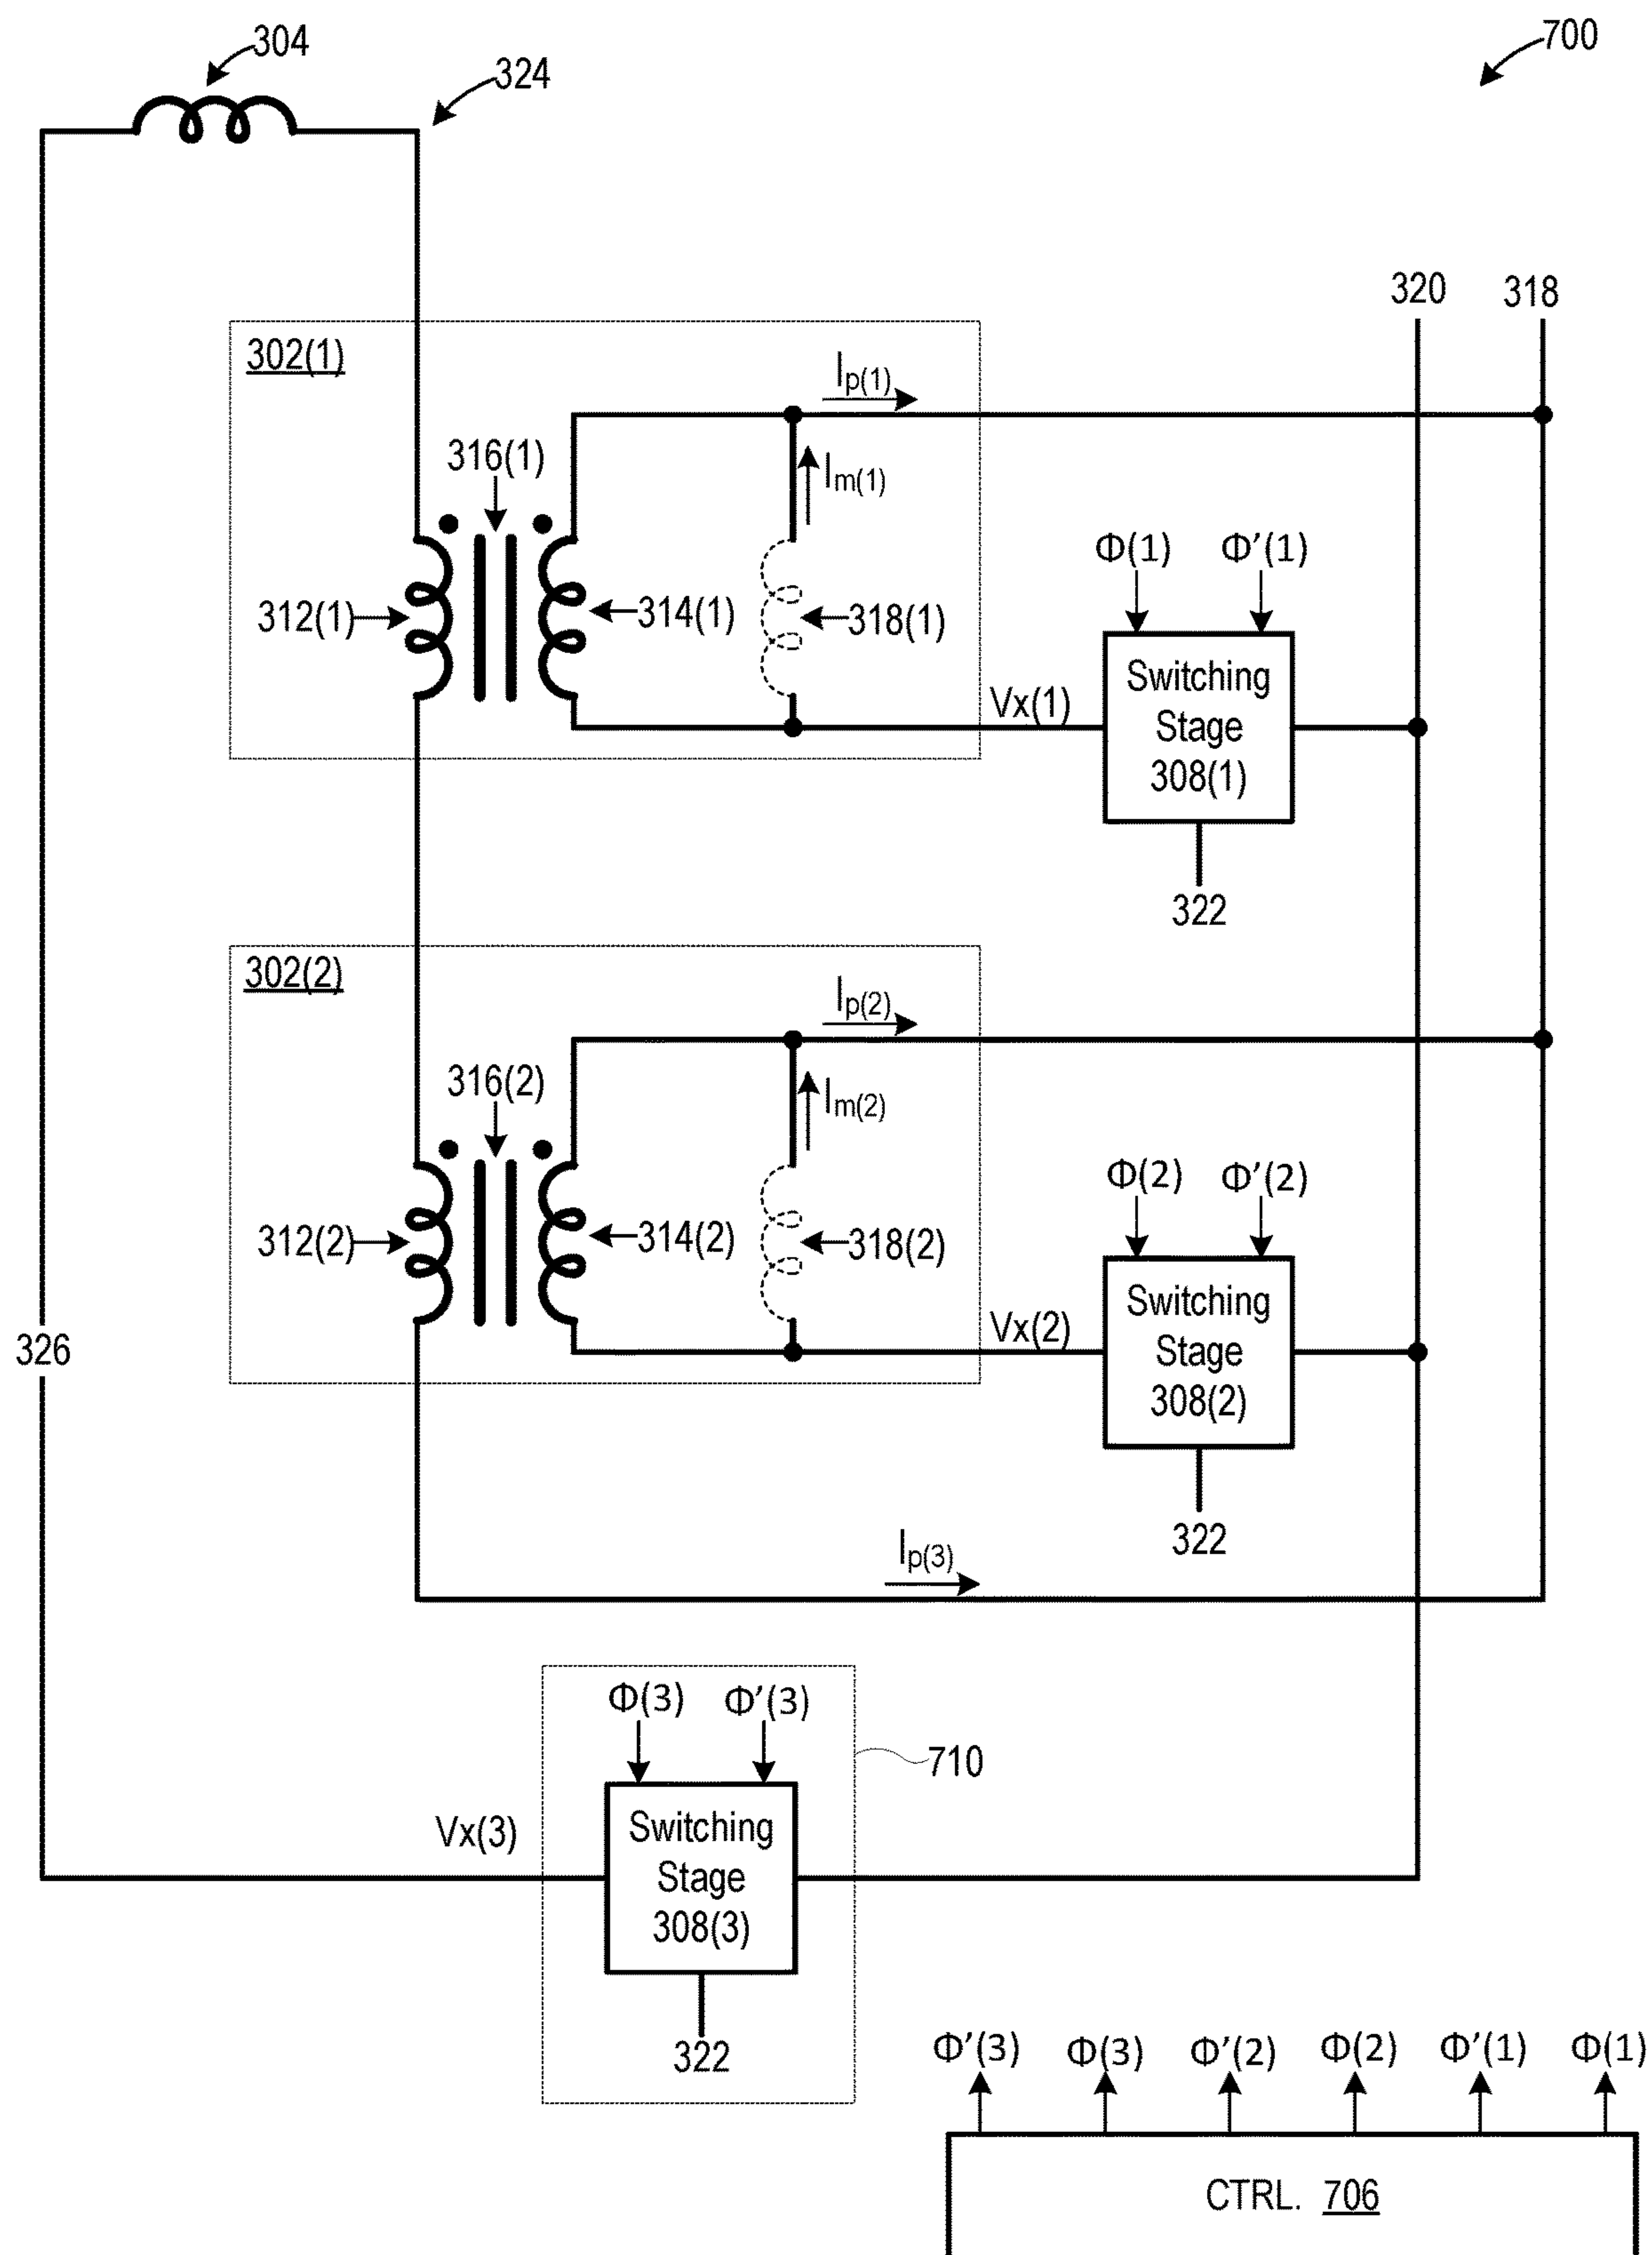 304
324
700
320
318
302(1)
Ip(1)
316(1)
Im(1)
Φ(1)
Φ'(1)
312(1)
314(1)
318(1)
Vx(1)
Switching
Stage
308(1)
322
302(2)
Ip(2)
316(2)
Im(2)
Φ(2)
Φ'(2)
312(2)
314(2)
318(2)
Vx(2)
Switching
Stage
308(2)
326
322
Ip(3)
Φ(3)
Φ'(3)
710
Vx(3)
Switching
Stage
308(3)
322
Φ'(3)
Φ(3)
Φ'(2)
Φ(2)
Φ'(1)
Φ(1)
CTRL. 706